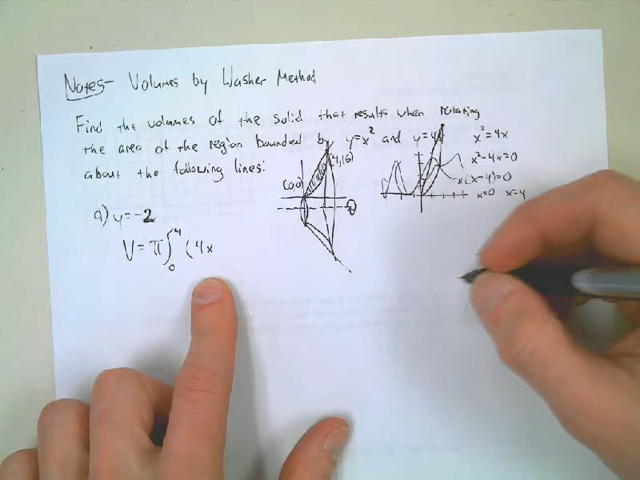 Notes- Volumes by Washer Method
Find the volumes of the solid that results when rotating
the area of the region bounded by y=x² and y=4x
about the following lines:
(0,0)
(4,16)
x²=4x
x²-4x=0
x(x-4)=0
x=0 x=4
a) y=-2
V=π∫₀⁴ (4x